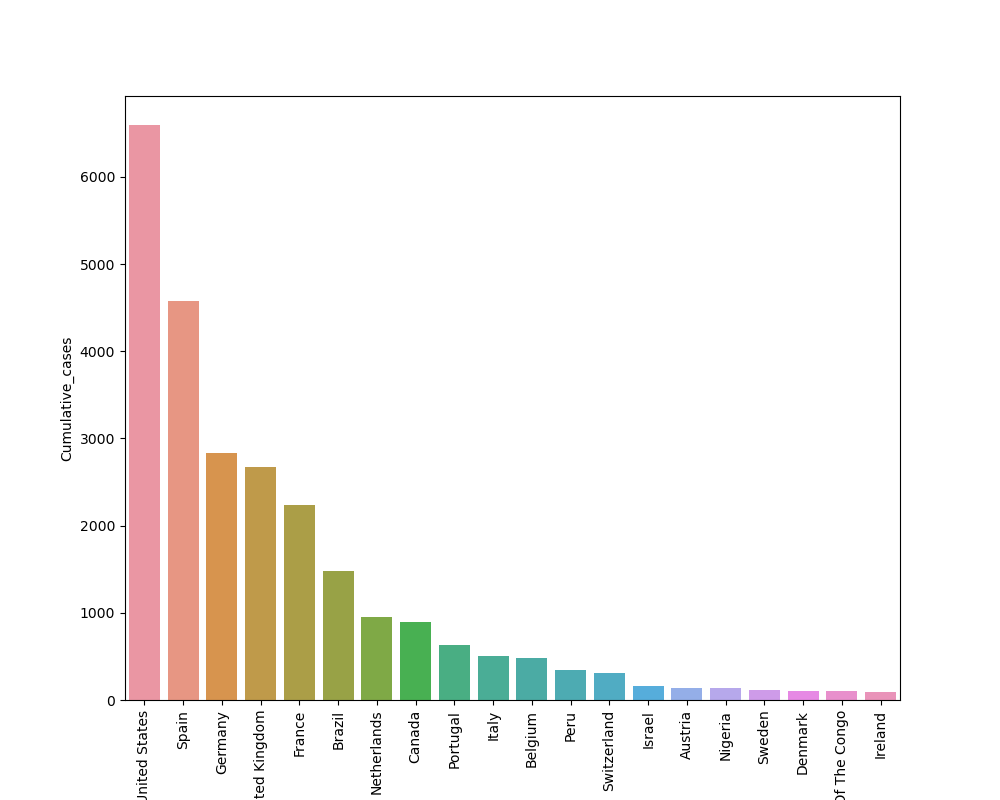 6000
5000
4000
3000
2000
1000
0
Cumulative_cases
United States
Spain
Germany
ted Kingdom
France
Brazil
Netherlands
Canada
Portugal
Italy
Belgium
Peru
Switzerland
Israel
Austria
Nigeria
Sweden
Denmark
Of The Congo
Ireland